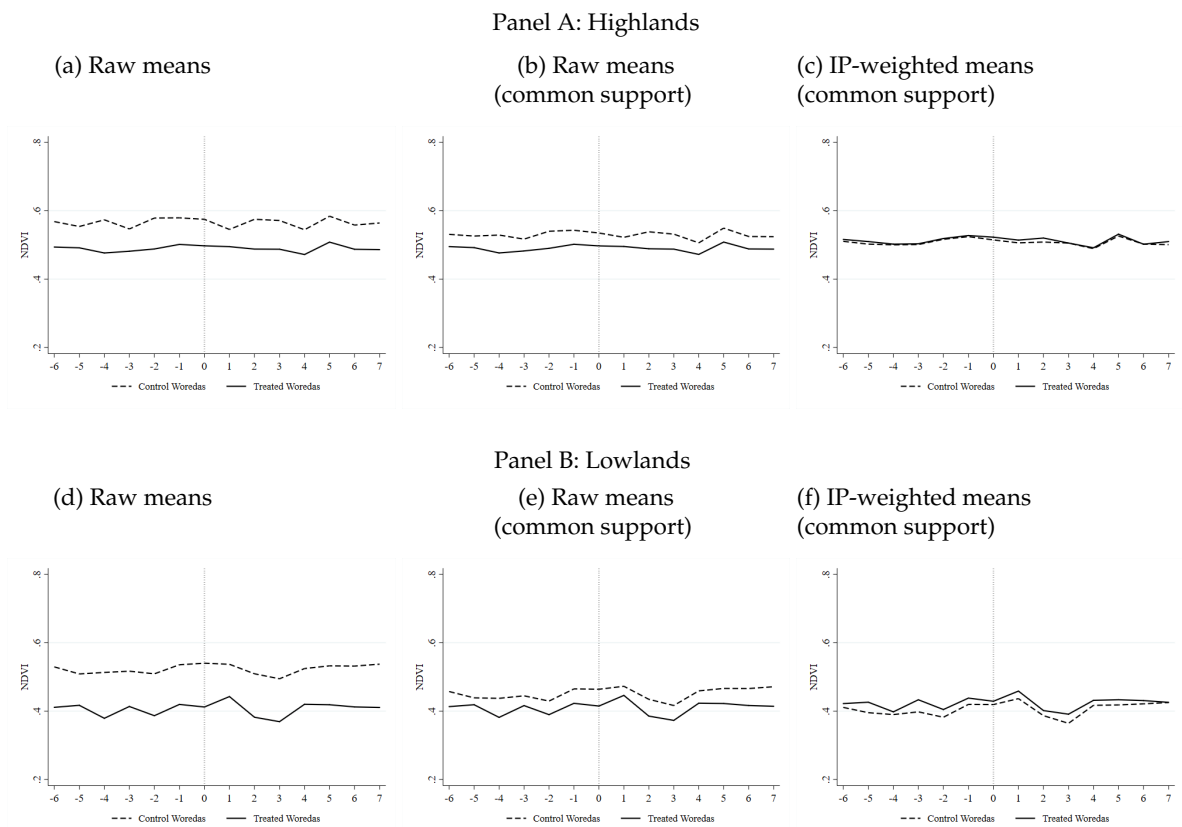 Panel A: Highlands
(a) Raw means
(b) Raw means
(common support)
(c) IP-weighted means
(common support)
.8
.6
.4
.2
NDVI
-6 -5 -4 -3 -2 -1 0 1 2 3 4 5 6 7
Control Woredas Treated Woredas
.8
.6
.4
.2
NDVI
-6 -5 -4 -3 -2 -1 0 1 2 3 4 5 6 7
Control Woredas Treated Woredas
.8
.6
.4
.2
NDVI
-6 -5 -4 -3 -2 -1 0 1 2 3 4 5 6 7
Control Woredas Treated Woredas
Panel B: Lowlands
(d) Raw means
(e) Raw means
(common support)
(f) IP-weighted means
(common support)
.8
.6
.4
.2
NDVI
-6 -5 -4 -3 -2 -1 0 1 2 3 4 5 6 7
Control Woredas Treated Woredas
.8
.6
.4
.2
NDVI
-6 -5 -4 -3 -2 -1 0 1 2 3 4 5 6 7
Control Woredas Treated Woredas
.8
.6
.4
.2
NDVI
-6 -5 -4 -3 -2 -1 0 1 2 3 4 5 6 7
Control Woredas Treated Woredas